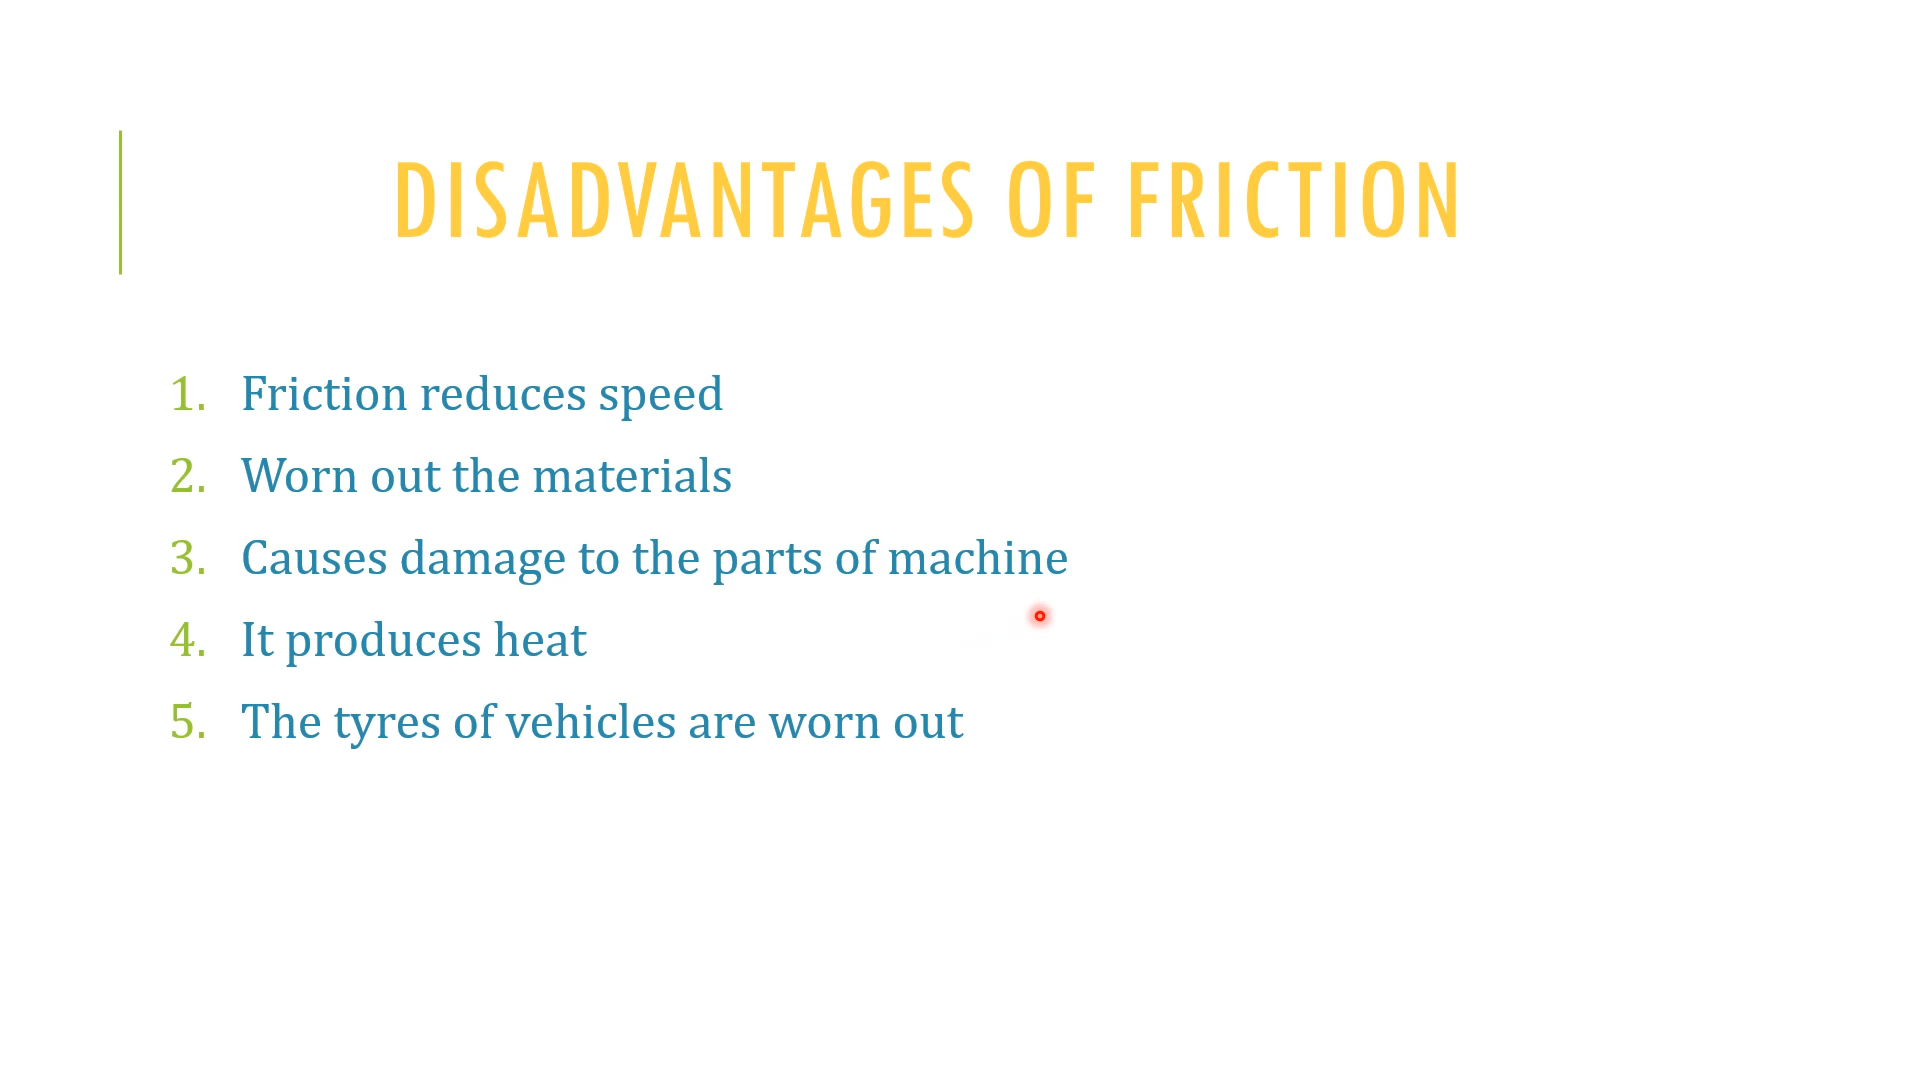 DISADVANTAGES OF FRICTION
1. Friction reduces speed
2. Worn out the materials
3. Causes damage to the parts of machine
4. It produces heat
5. The tyres of vehicles are worn out